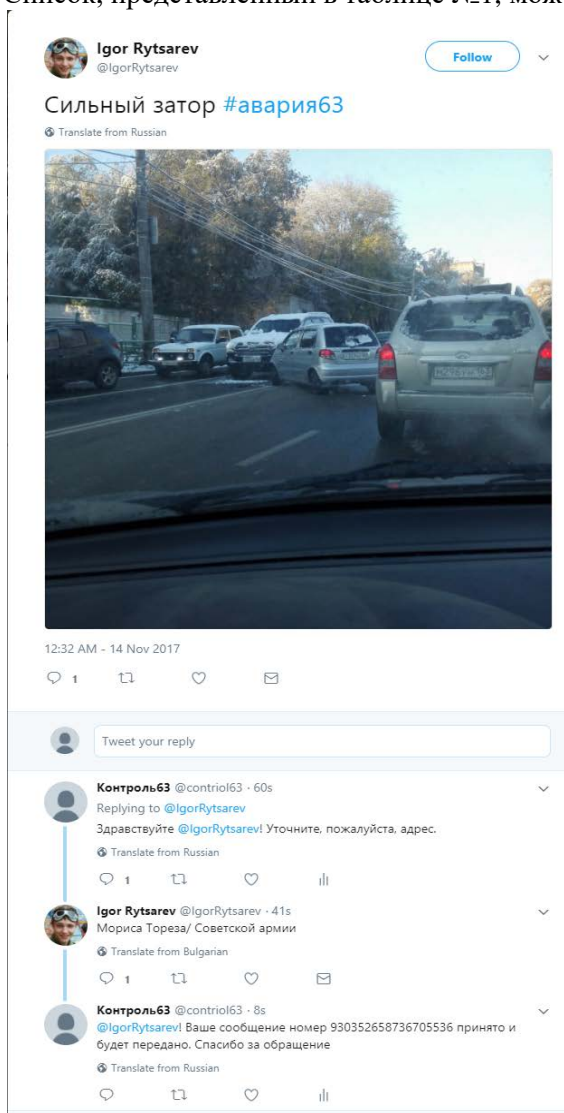 Список, представленный в таблице №1, мож
Igor Rytsarev
@IgorRytsarev
Follow
Сильный затор #авария63
Translate from Russian
12:32 AM - 14 Nov 2017
1
Tweet your reply
Контроль63 @contriol63 · 60s
Replying to @IgorRytsarev
Здравствуйте @IgorRytsarev! Уточните, пожалуйста, адрес.
Translate from Russian
1
Igor Rytsarev @IgorRytsarev · 41s
Мориса Тореза/ Советской армии
Translate from Bulgarian
1
Контроль63 @contriol63 · 8s
@IgorRytsarev! Ваше сообщение номер 930352658736705536 принято и
будет передано. Спасибо за обращение
Translate from Russian